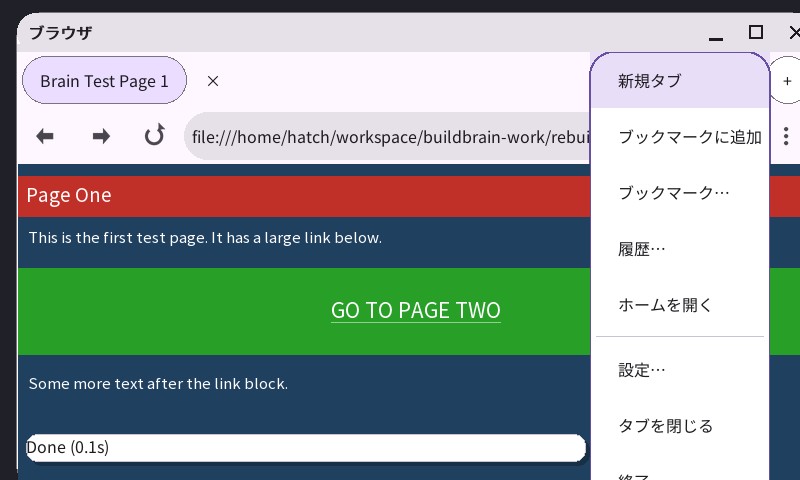 ブラウザ
Brain Test Page 1
+
file:///home/hatch/workspace/buildbrain-work/rebui
新規タブ
ブックマークに追加
ブックマーク…
履歴…
ホームを開く
設定…
タブを閉じる
Page One
This is the first test page. It has a large link below.
GO TO PAGE TWO
Some more text after the link block.
Done (0.1s)